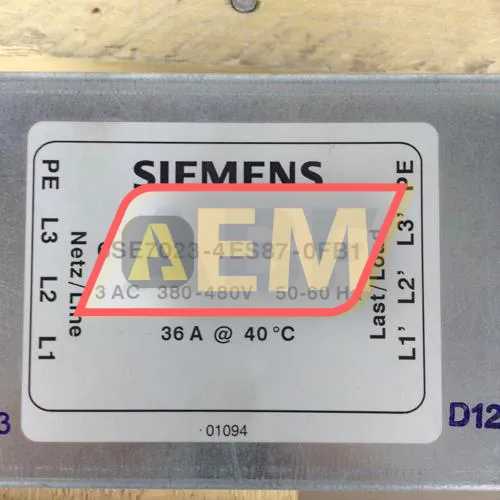 SIEMENS
6SE7023-4ES87-0FB1
3 AC 380-480V 50-60 Hz
36 A @ 40 °C
01094
PE L3 L2 L1
Netz/Line
Last/Load
L1' L2' L3' PE
AEM
3
D12